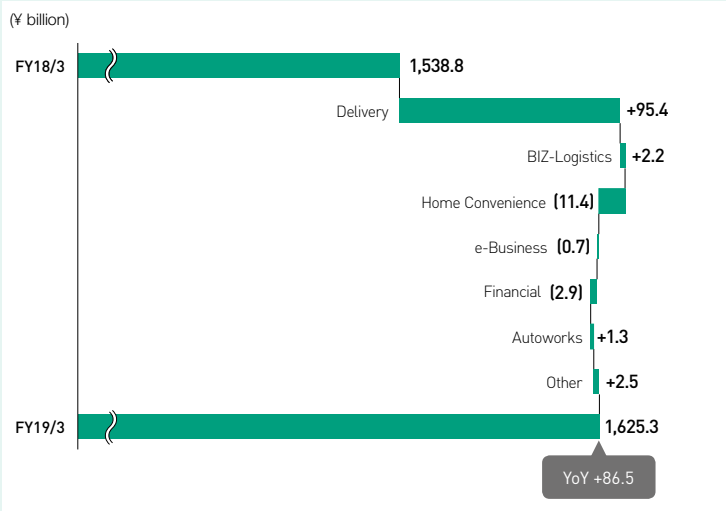 (¥ billion)
FY18/3 1,538.8
Delivery +95.4
BIZ-Logistics +2.2
Home Convenience (11.4)
e-Business (0.7)
Financial (2.9)
Autoworks +1.3
Other +2.5
FY19/3 1,625.3
YoY +86.5